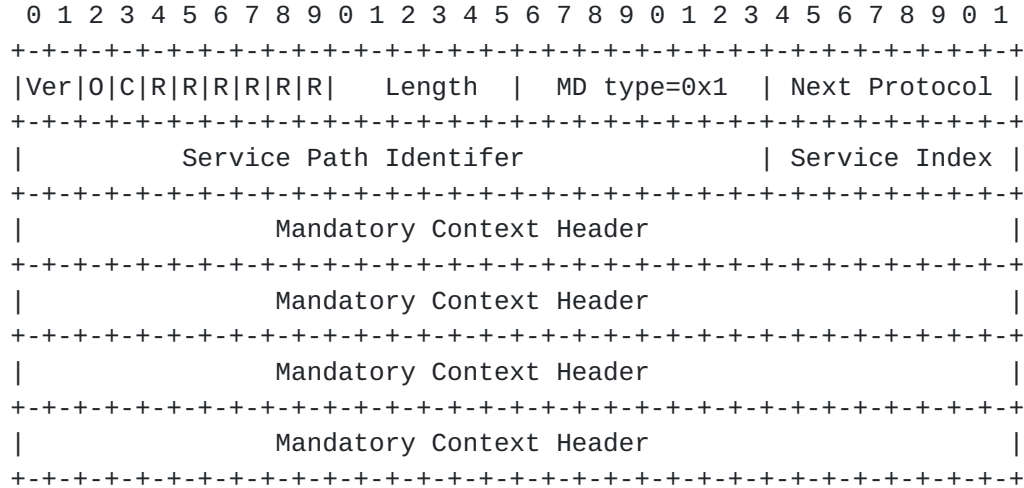 0 1 2 3 4 5 6 7 8 9 0 1 2 3 4 5 6 7 8 9 0 1 2 3 4 5 6 7 8 9 0 1
+-+-+-+-+-+-+-+-+-+-+-+-+-+-+-+-+-+-+-+-+-+-+-+-+-+-+-+-+-+-+-+-+
|Ver|O|C|R|R|R|R|R|R|   Length  |  MD type=0x1  | Next Protocol |
+-+-+-+-+-+-+-+-+-+-+-+-+-+-+-+-+-+-+-+-+-+-+-+-+-+-+-+-+-+-+-+-+
|          Service Path Identifer               | Service Index |
+-+-+-+-+-+-+-+-+-+-+-+-+-+-+-+-+-+-+-+-+-+-+-+-+-+-+-+-+-+-+-+-+
|                Mandatory Context Header                       |
+-+-+-+-+-+-+-+-+-+-+-+-+-+-+-+-+-+-+-+-+-+-+-+-+-+-+-+-+-+-+-+-+
|                Mandatory Context Header                       |
+-+-+-+-+-+-+-+-+-+-+-+-+-+-+-+-+-+-+-+-+-+-+-+-+-+-+-+-+-+-+-+-+
|                Mandatory Context Header                       |
+-+-+-+-+-+-+-+-+-+-+-+-+-+-+-+-+-+-+-+-+-+-+-+-+-+-+-+-+-+-+-+-+
|                Mandatory Context Header                       |
+-+-+-+-+-+-+-+-+-+-+-+-+-+-+-+-+-+-+-+-+-+-+-+-+-+-+-+-+-+-+-+-+